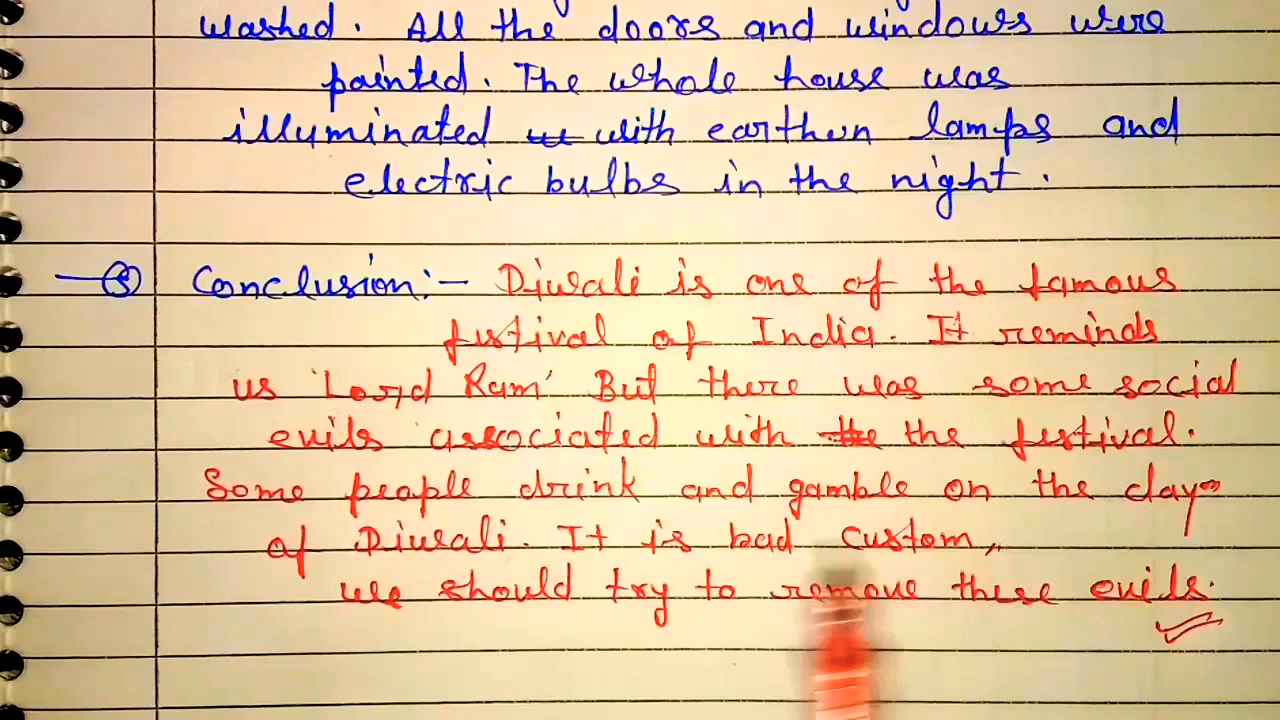 washed. All the doors and windows were
painted. The whole house was
illuminated with earthen lamps and
electric bulbs in the night.
Conclusion:- Diwali is one of the famous
festival of India. It reminds
us 'Lord Ram' But there was some social
evils associated with the the festival.
Some people drink and gamble on the day
of Diwali. It is bad custom,,
we should try to remove these evils.